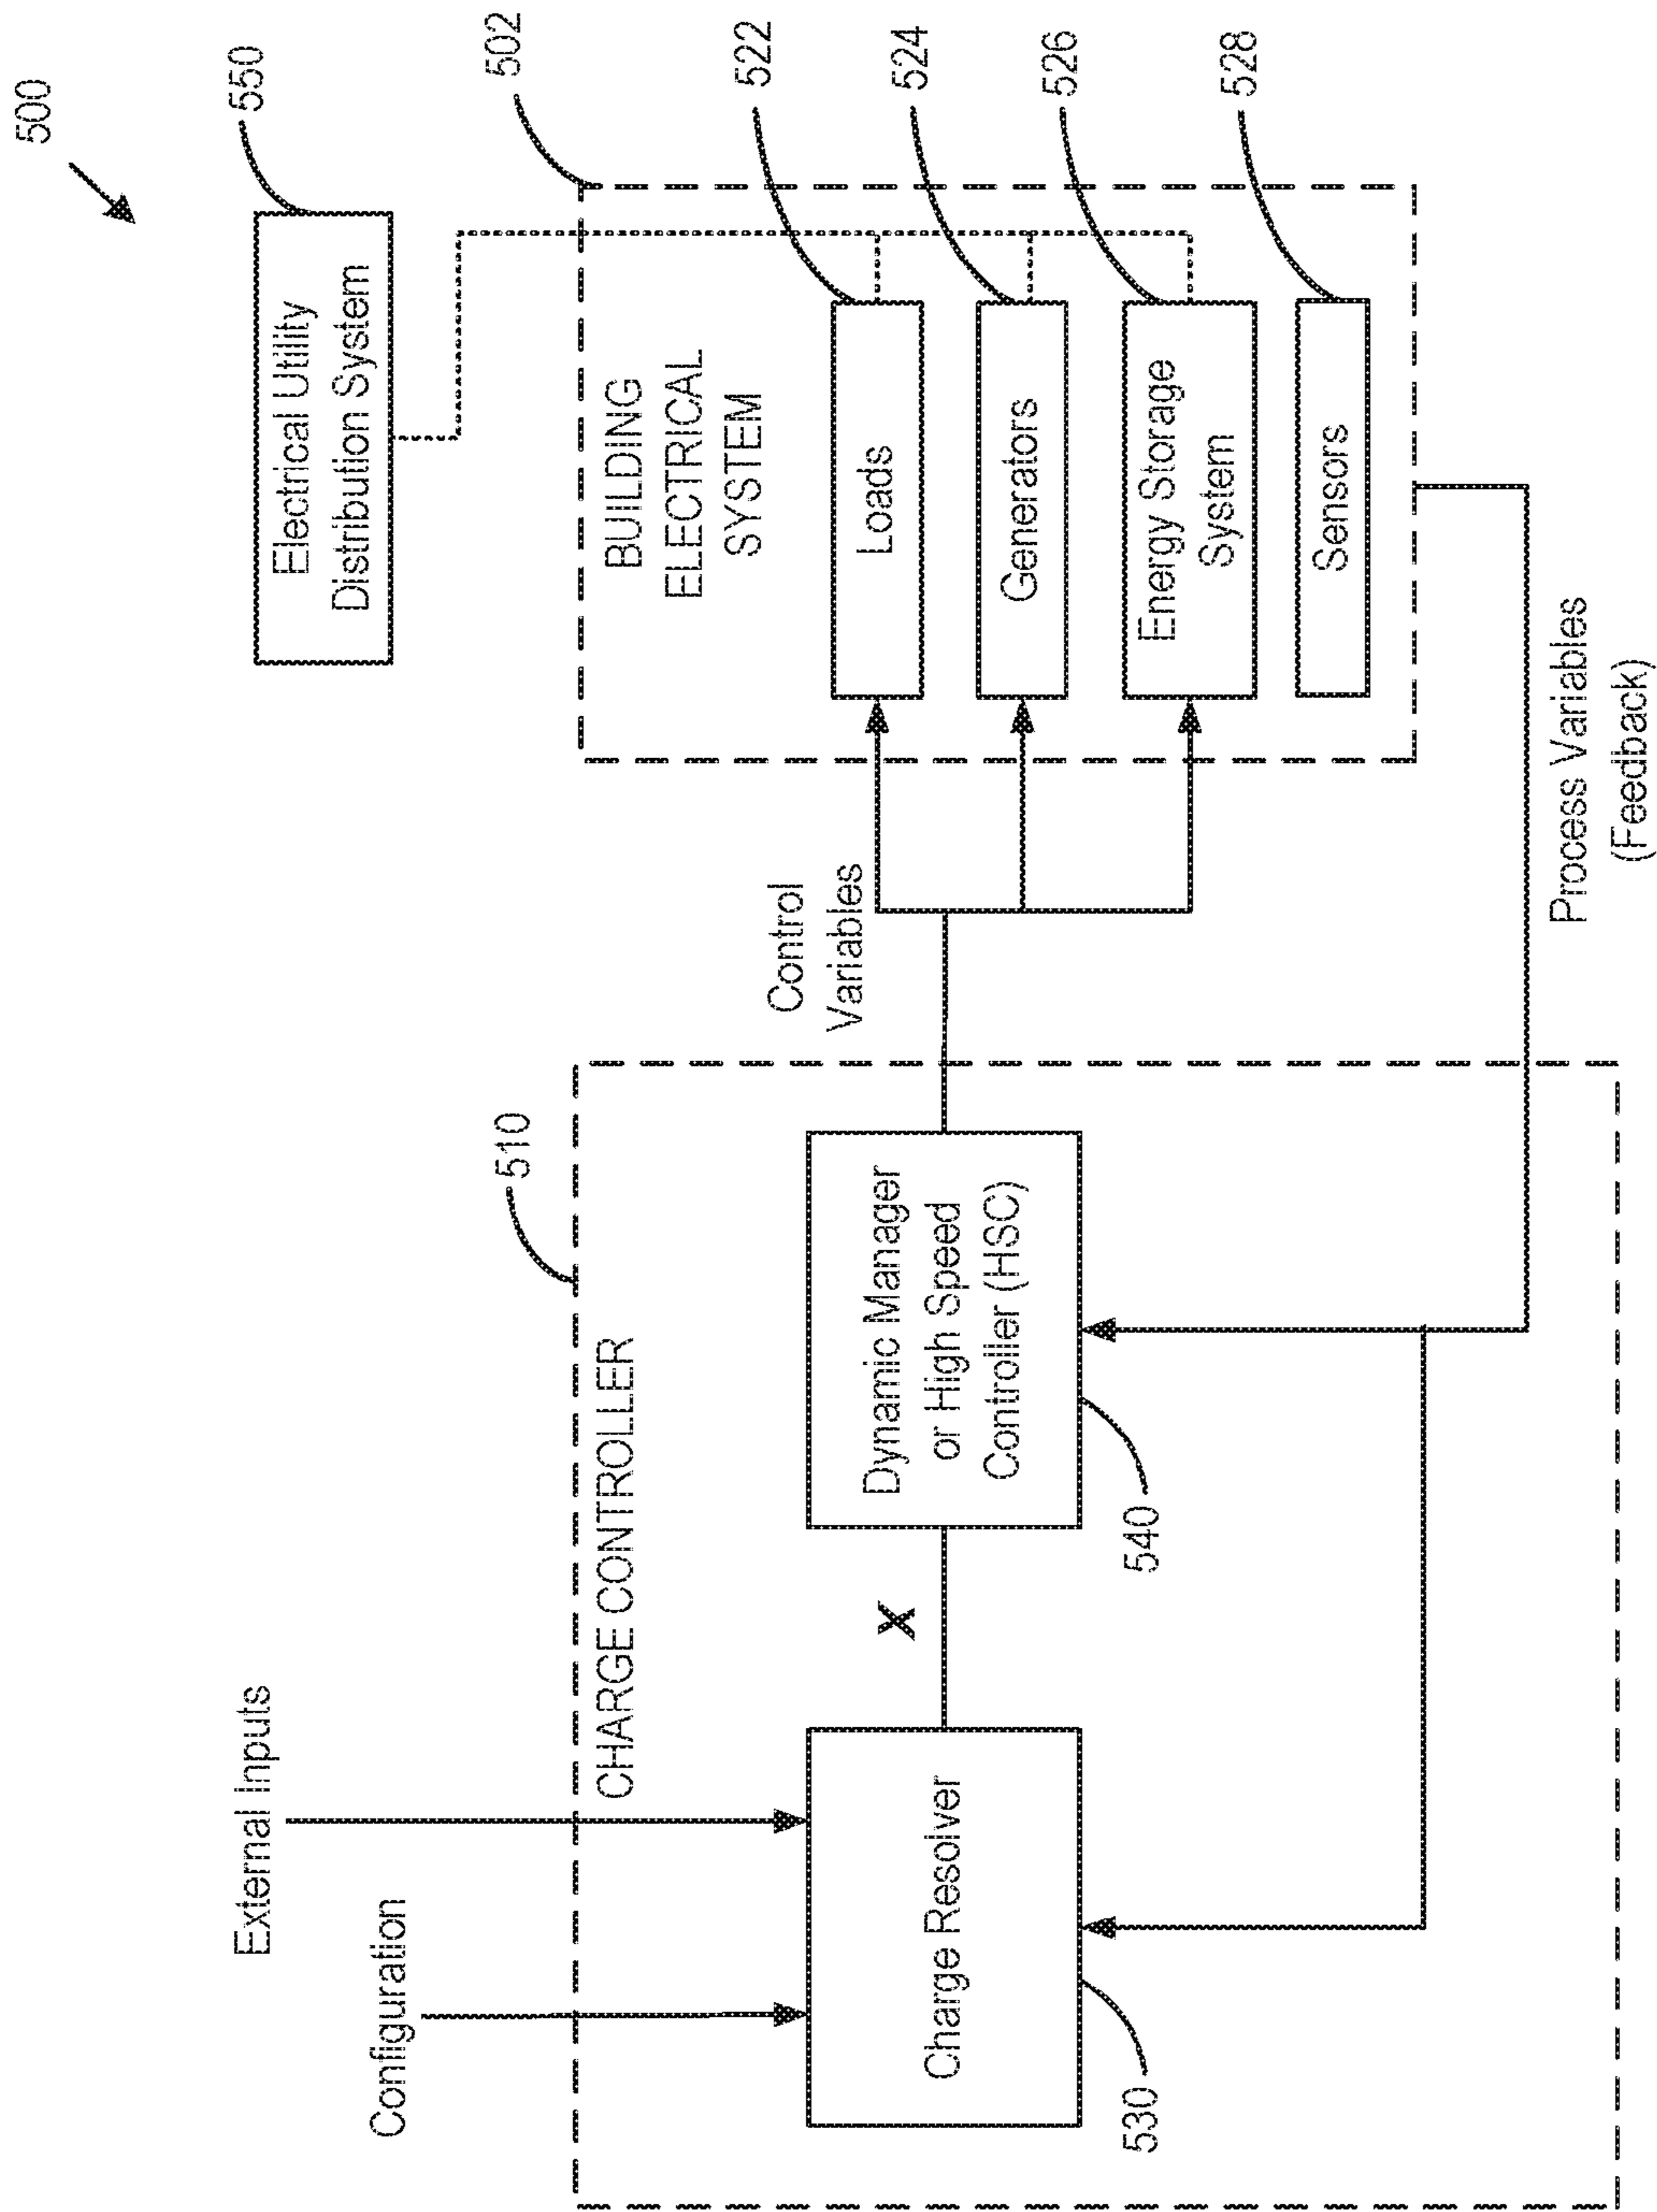 500
External Inputs
Configuration
Electrical Utility
Distribution System
550
510
502
CHARGE CONTROLLER
BUILDING
ELECTRICAL
SYSTEM
Control
Variables
Charge Resolver
X
Dynamic Manager
or High Speed
Controller (HSC)
Loads
522
Generators
524
Energy Storage
System
526
Sensors
528
530
540
Process Variables
(Feedback)